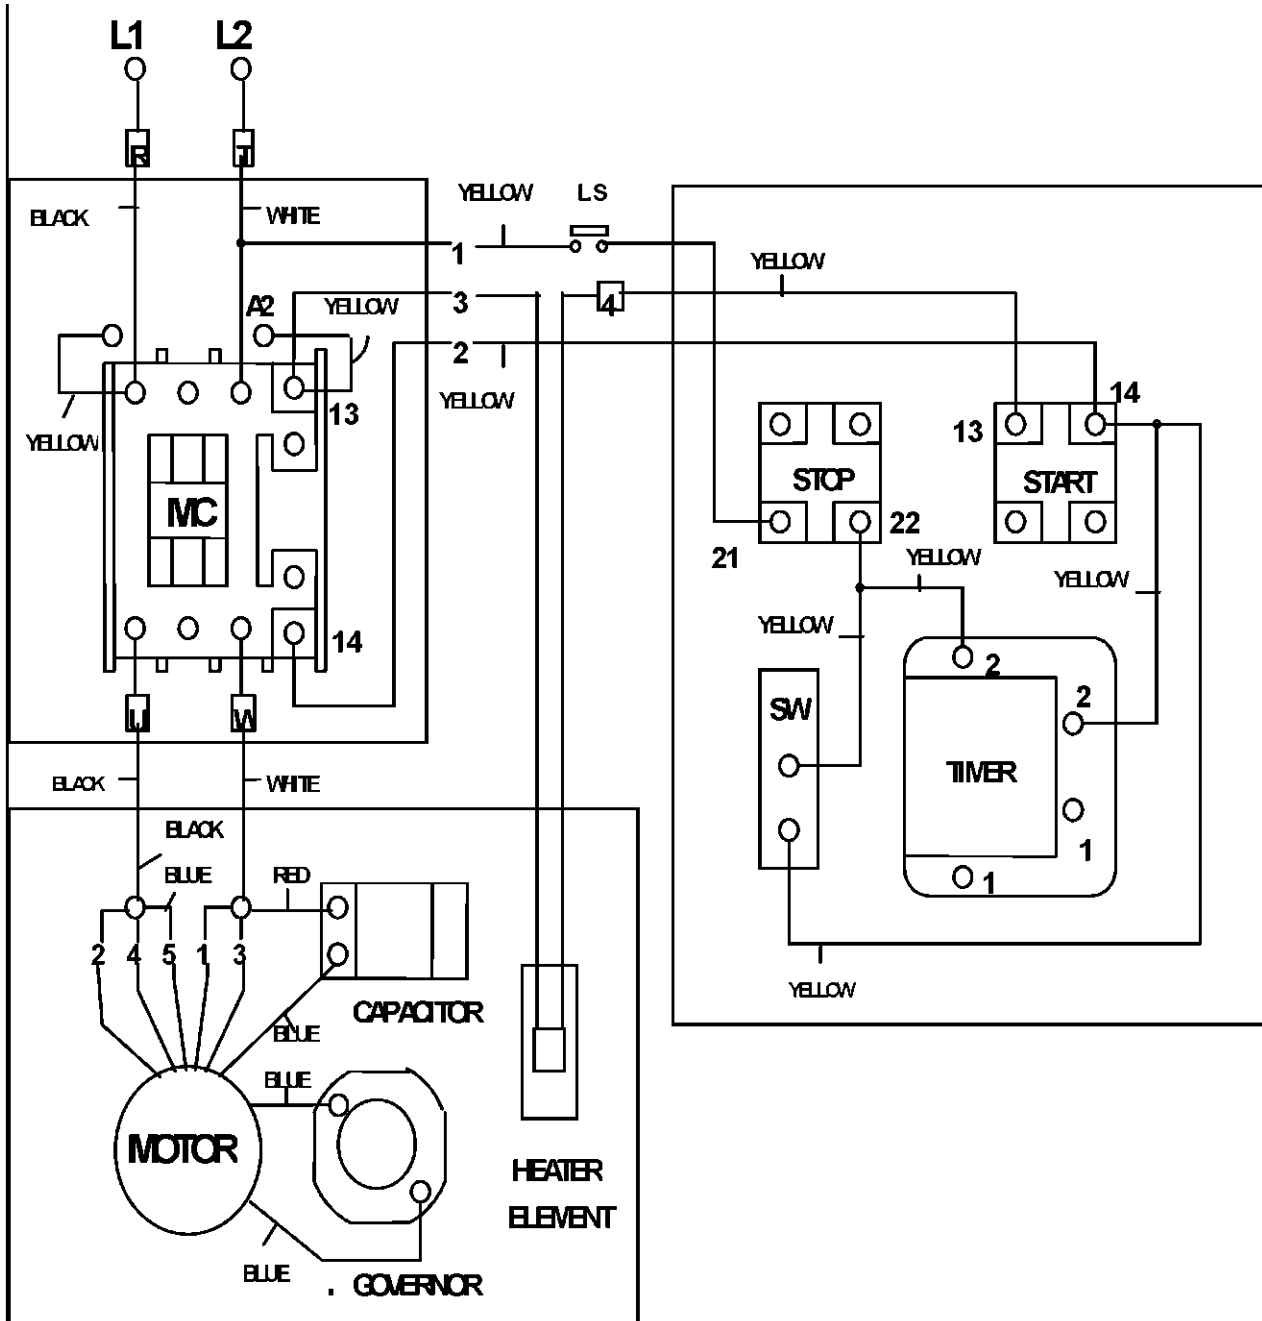 L1 L2
R T
BLACK
WHITE
YELLOW LS
1
YELLOW
A2 YELLOW
3
4
2
YELLOW
YELLOW
13
14
13
STOP
START
MC
21
22
YELLOW
YELLOW
YELLOW
14
2
2
SW
TIMER
U W
BLACK
WHITE
1
1
BLACK
BLUE
RED
2 4 5 1 3
YELLOW
CAPACITOR
BLUE
BLUE
MOTOR
HEATER
ELEMENT
BLUE
. GOVERNOR